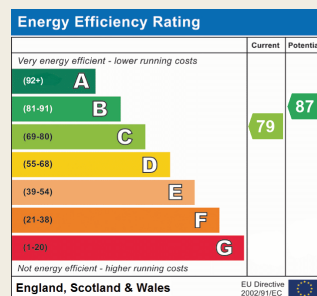 Energy Efficiency Rating
Current Potentia
Very energy efficient - lower running costs
(92+) A
(81-91) B
87
(69-80) C
79
(55-68) D
(39-54) E
(21-38) F
(1-20) G
Not energy efficient - higher running costs
England, Scotland & Wales
EU Directive
2002/91/EC